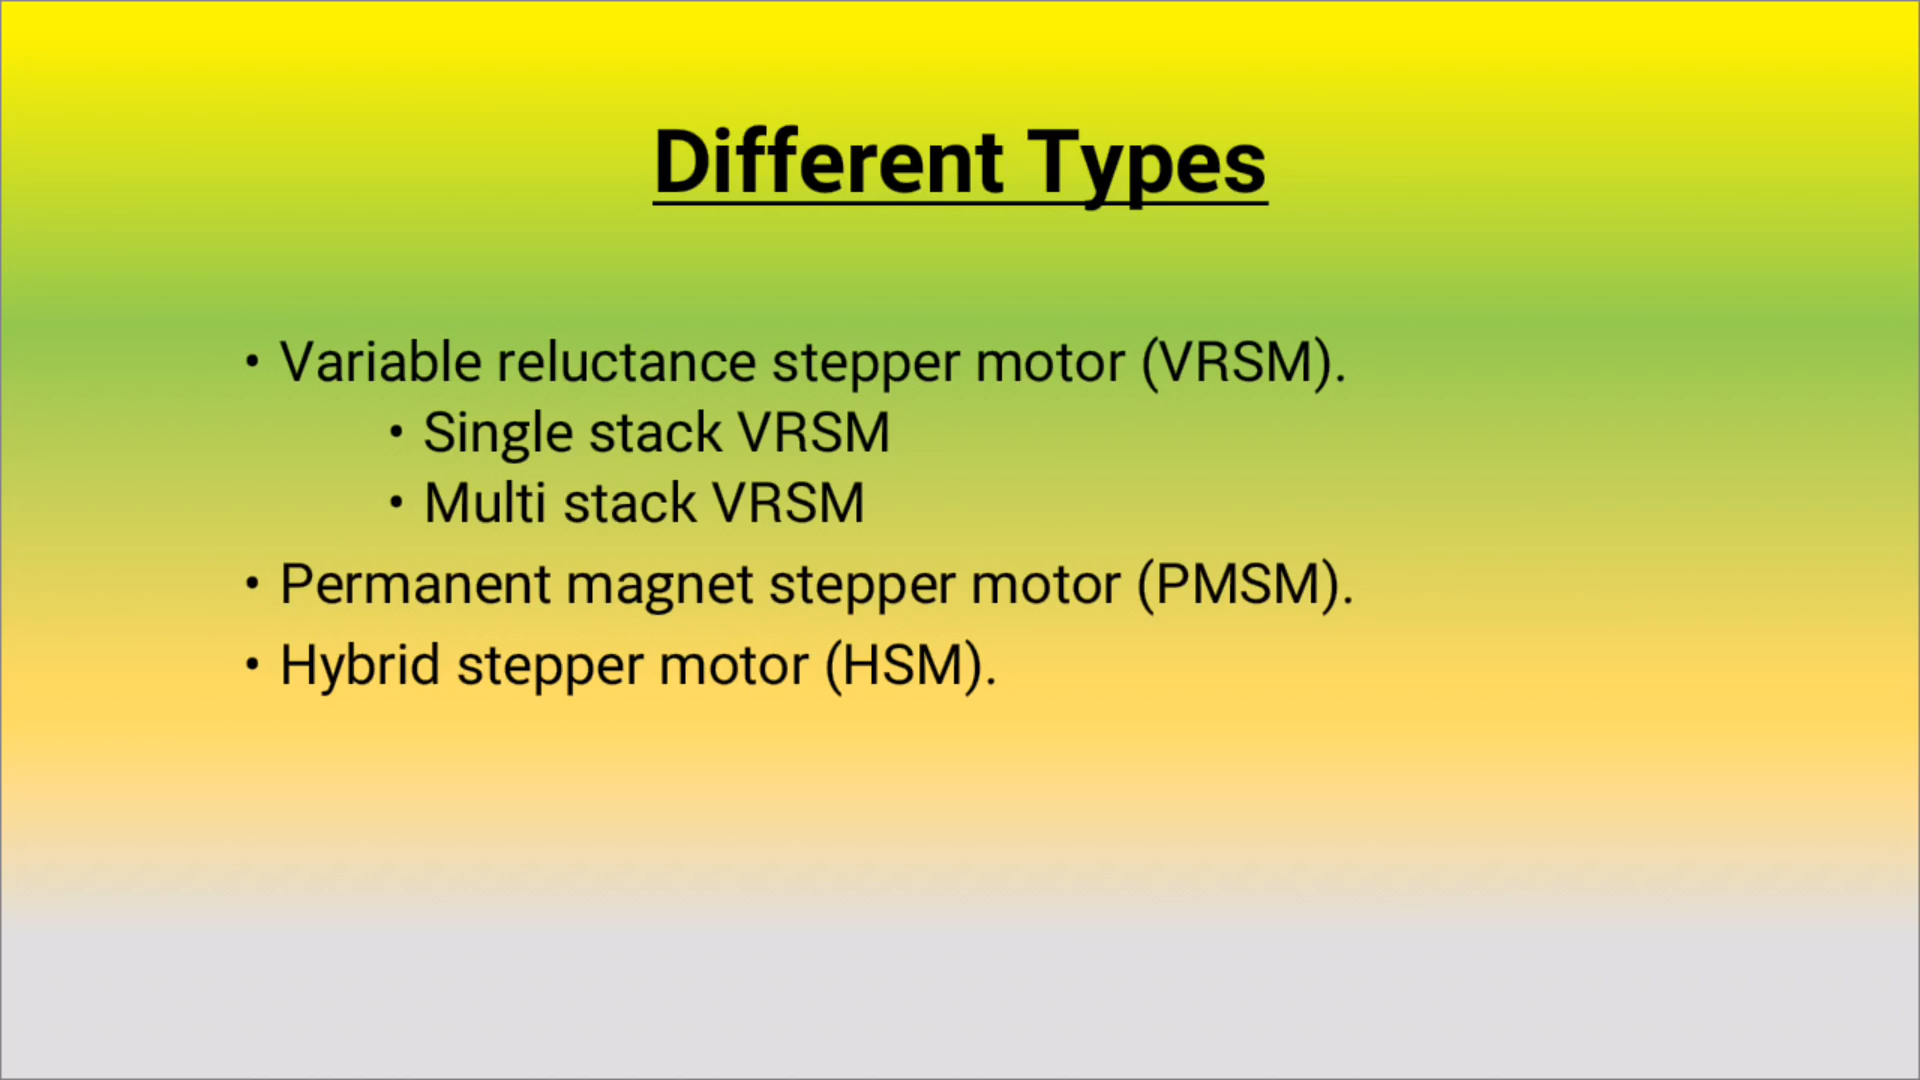 Different Types
• Variable reluctance stepper motor (VRSM).
• Single stack VRSM
• Multi stack VRSM
• Permanent magnet stepper motor (PMSM).
• Hybrid stepper motor (HSM).